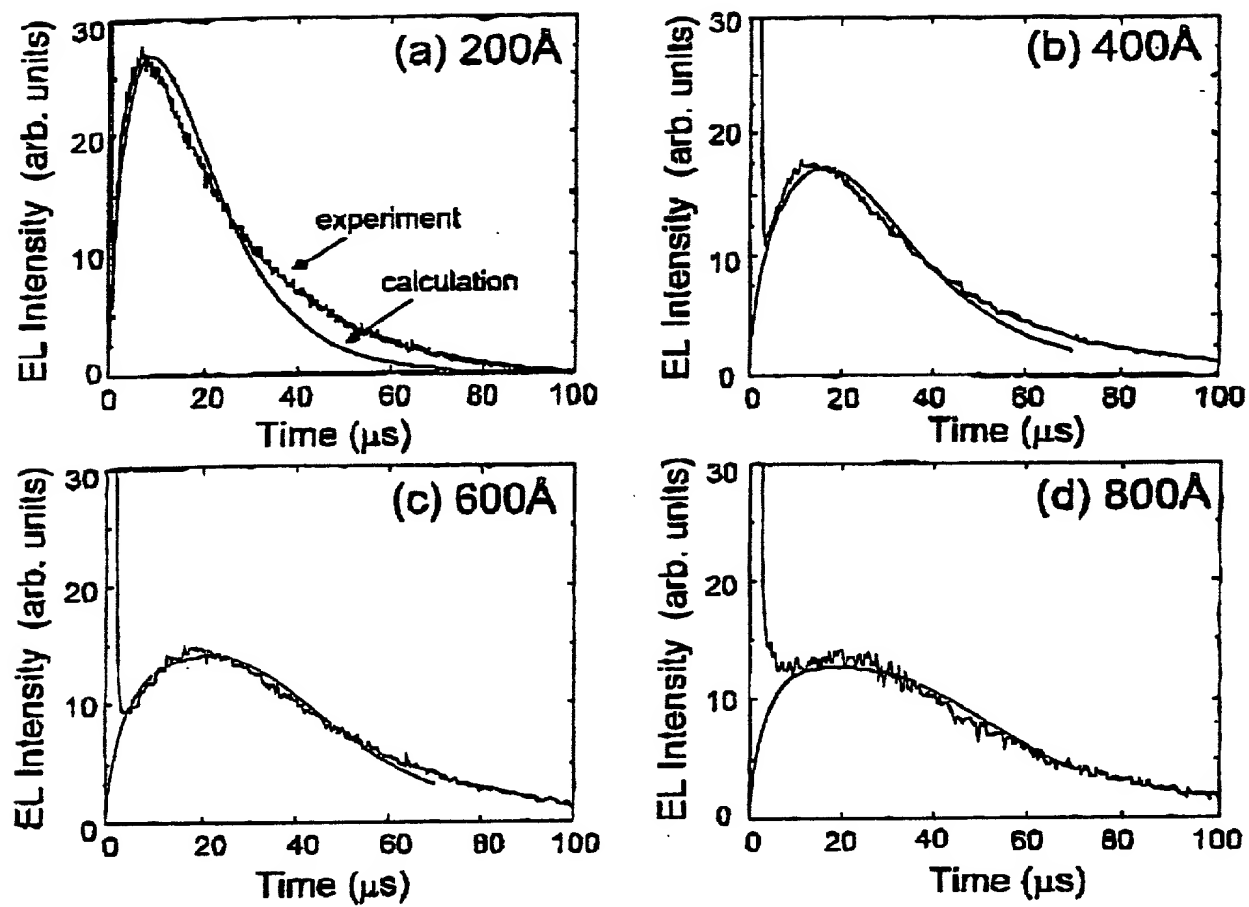 (a) 200Å
EL Intensity (arb. units)
30
20
10
0
experiment
calculation
0 20 40 60 80 100
Time (μs)
(b) 400Å
EL Intensity (arb. units)
30
20
10
0
0 20 40 60 80 100
Time (μs)
(c) 600Å
EL Intensity (arb. units)
30
20
10
0
0 20 40 60 80 100
Time (μs)
(d) 800Å
EL Intensity (arb. units)
30
20
10
0
0 20 40 60 80 100
Time (μs)